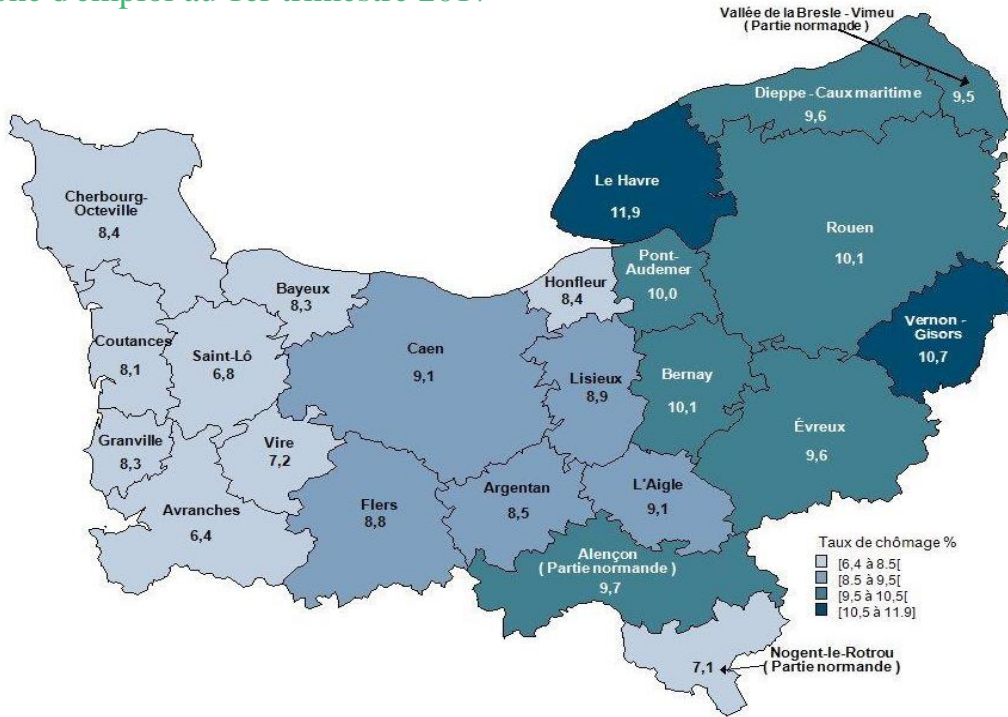 d'emploi au 1er trimestre 2017
Vallée de la Bresle - Vimeu
( Partie normande )
9,5
Dieppe - Caux maritime
9,6
Le Havre
11,9
Rouen
10,1
Cherbourg-
Octeville
8,4
Pont-
Audemer
10,0
Honfleur
8,4
Bayeux
8,3
Vernon -
Gisors
10,7
Coutances
8,1
Saint-Lô
6,8
Caen
9,1
Lisieux
8,9
Bernay
10,1
Évreux
9,6
Granville
8,3
Vire
7,2
Avranches
6,4
Flers
8,8
Argentan
8,5
L'Aigle
9,1
Alençon
( Partie normande )
9,7
Taux de chômage %
[6,4 à 8.5[
[8.5 à 9,5[
[9,5 à 10,5[
[10,5 à 11.9]
Nogent-le-Rotrou
( Partie normande )
7,1